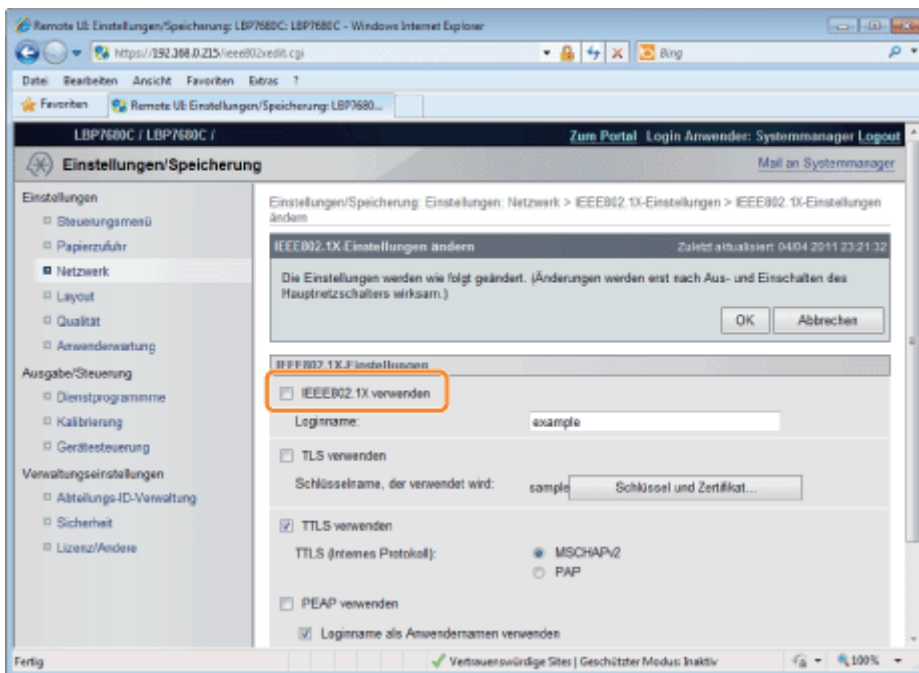 Remote UI: Einstellungen/Speicherung: LBP7680C: LBP7680C - Windows Internet Explorer
https://192.168.0.215/ieee802xedit.cgi
Bing
Datei Bearbeiten Ansicht Favoriten Extras ?
Favoriten Remote UI: Einstellungen/Speicherung: LBP7680...
LBP7680C / LBP7680C / Zum Portal Login Anwender: Systemmanager Logout
Einstellungen/Speicherung Mail an Systemmanager
Einstellungen
Steuerungsmenü
Papierzufuhr
Netzwerk
Layout
Qualität
Anwenderwartung
Ausgabe/Steuerung
Dienstprogramme
Kalibrierung
Gerätesteuerung
Verwaltungseinstellungen
Abteilungs-ID-Verwaltung
Sicherheit
Lizenz/Andere
Einstellungen/Speicherung: Einstellungen: Netzwerk > IEEE802.1X-Einstellungen > IEEE802.1X-Einstellungen
ändern
IEEE802.1X-Einstellungen ändern Zuletzt aktualisiert: 04/04 2011 23:21:32
Die Einstellungen werden wie folgt geändert. (Änderungen werden erst nach Aus- und Einschalten des
Hauptnetzschalters wirksam.)
OK Abbrechen
IEEE802.1X-Einstellungen
IEEE802.1X verwenden
Loginname: example
TLS verwenden
Schlüsselname, der verwendet wird: sample Schlüssel und Zertifikat...
TTLS verwenden
TTLS (Internes Protokoll): MSCHAPv2
PAP
PEAP verwenden
Loginname als Anwendernamen verwenden
Fertig Vertrauenswürdige Sites | Geschützter Modus: Inaktiv 100%